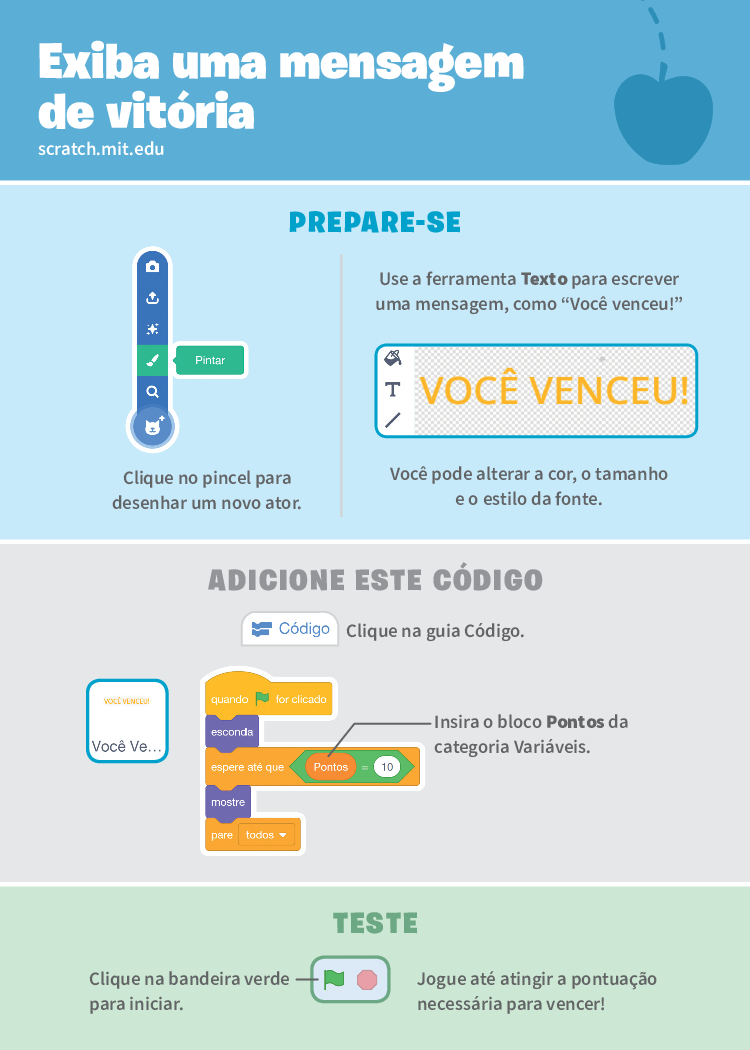 Exiba uma mensagem
de vitória
scratch.mit.edu
PREPARE-SE
Pintar
Clique no pincel para
desenhar um novo ator.
Use a ferramenta Texto para escrever
uma mensagem, como “Você venceu!”
T
VOCÊ VENCEU!
Você pode alterar a cor, o tamanho
e o estilo da fonte.
ADICIONE ESTE CÓDIGO
Código
Clique na guia Código.
VOCÊ VENCEU!
Você Ve...
quando for clicado
esconda
espere até que Pontos = 10
mostre
pare todos
Insira o bloco Pontos da
categoria Variáveis.
TESTE
Clique na bandeira verde
para iniciar.
Jogue até atingir a pontuação
necessária para vencer!